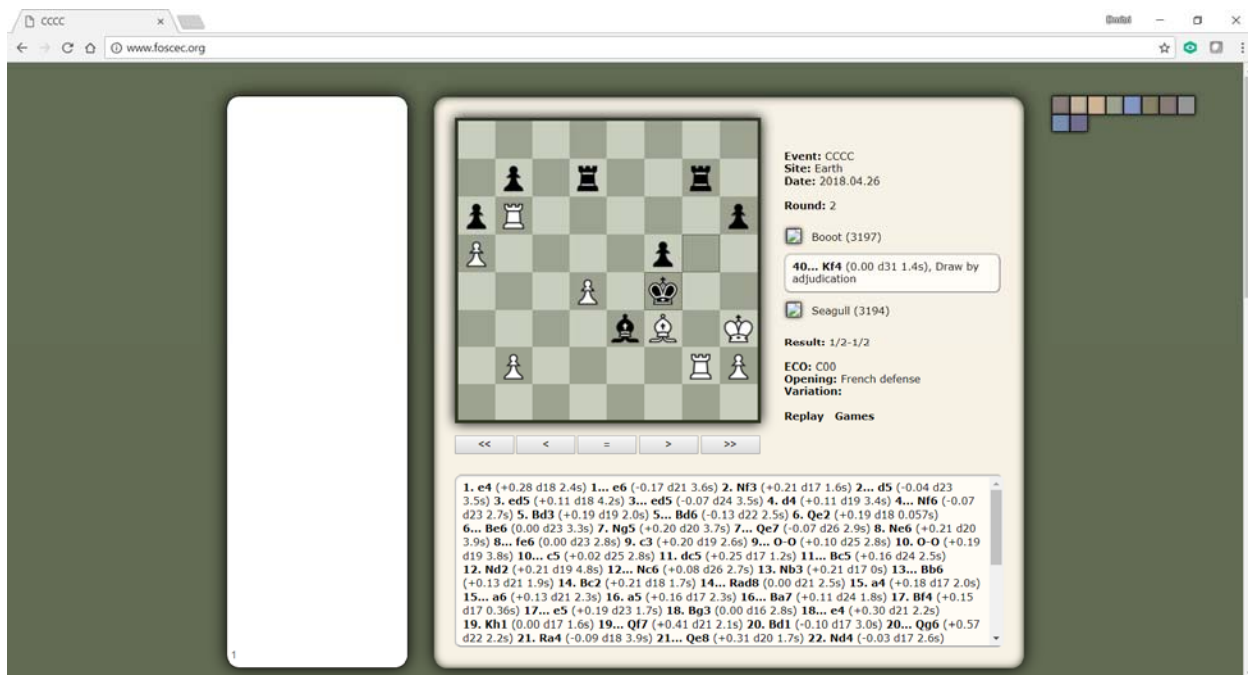 CCCC
www.foscec.org
Event: CCCC
Site: Earth
Date: 2018.04.26
Round: 2
Booot (3197)
40... Kf4 (0.00 d31 1.4s), Draw by
adjudication
Seagull (3194)
Result: 1/2-1/2
ECO: C00
Opening: French defense
Variation:
Replay Games
<< < = > >>
1. e4 (+0.28 d18 2.4s) 1... e6 (-0.17 d21 3.6s) 2. Nf3 (+0.21 d17 1.6s) 2... d5 (-0.04 d23
3.5s) 3. ed5 (+0.11 d18 4.2s) 3... ed5 (-0.07 d24 3.5s) 4. d4 (+0.11 d19 3.4s) 4... Nf6 (-0.07
d23 2.7s) 5. Bd3 (+0.19 d19 2.0s) 5... Bd6 (-0.13 d22 2.5s) 6. Qe2 (+0.19 d18 0.057s)
6... Be6 (0.00 d23 3.3s) 7. Ng5 (+0.20 d20 3.7s) 7... Qe7 (-0.07 d26 2.9s) 8. Ne6 (+0.21 d20
3.9s) 8... fe6 (0.00 d23 2.8s) 9. c3 (+0.20 d19 2.6s) 9... O-O (+0.10 d25 2.8s) 10. O-O (+0.19
d19 3.8s) 10... c5 (+0.02 d25 2.8s) 11. dc5 (+0.25 d17 1.2s) 11... Bc5 (+0.16 d24 2.5s)
12. Nd2 (+0.21 d19 4.8s) 12... Nc6 (+0.08 d26 2.7s) 13. Nb3 (+0.21 d17 0s) 13... Bb6
(+0.13 d21 1.9s) 14. Bc2 (+0.21 d18 1.7s) 14... Rad8 (0.00 d21 2.5s) 15. a4 (+0.18 d17 2.0s)
15... a6 (+0.13 d21 2.3s) 16. a5 (+0.16 d17 2.3s) 16... Ba7 (+0.11 d24 1.8s) 17. Bf4 (+0.15
d17 0.36s) 17... e5 (+0.19 d23 1.7s) 18. Bg3 (0.00 d16 2.8s) 18... e4 (+0.30 d21 2.2s)
19. Kh1 (0.00 d17 1.6s) 19... Qf7 (+0.41 d21 2.1s) 20. Bd1 (-0.10 d17 3.0s) 20... Qg6 (+0.57
d22 2.2s) 21. Ra4 (-0.09 d18 3.9s) 21... Qe8 (+0.31 d20 1.7s) 22. Nd4 (-0.03 d17 2.6s)
1